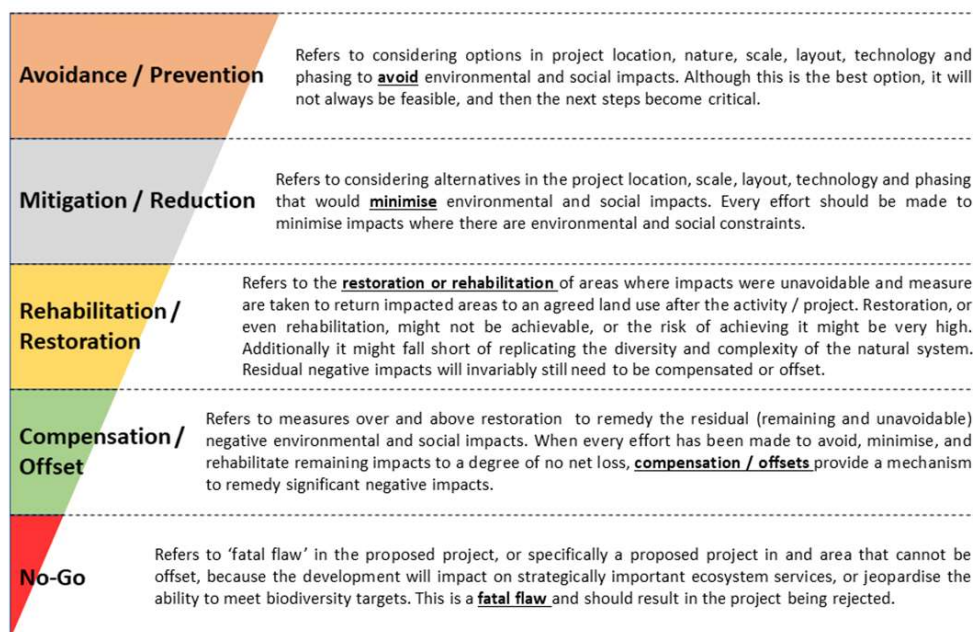 Avoidance / Prevention
Refers to considering options in project location, nature, scale, layout, technology and
phasing to avoid environmental and social impacts. Although this is the best option, it will
not always be feasible, and then the next steps become critical.
Mitigation / Reduction
Refers to considering alternatives in the project location, scale, layout, technology and phasing
that would minimise environmental and social impacts. Every effort should be made to
minimise impacts where there are environmental and social constraints.
Rehabilitation /
Restoration
Refers to the restoration or rehabilitation of areas where impacts were unavoidable and measure
are taken to return impacted areas to an agreed land use after the activity / project. Restoration, or
even rehabilitation, might not be achievable, or the risk of achieving it might be very high.
Additionally it might fall short of replicating the diversity and complexity of the natural system.
Residual negative impacts will invariably still need to be compensated or offset.
Compensation /
Offset
Refers to measures over and above restoration to remedy the residual (remaining and unavoidable)
negative environmental and social impacts. When every effort has been made to avoid, minimise, and
rehabilitate remaining impacts to a degree of no net loss, compensation / offsets provide a mechanism
to remedy significant negative impacts.
No-Go
Refers to ‘fatal flaw’ in the proposed project, or specifically a proposed project in and area that cannot be
offset, because the development will impact on strategically important ecosystem services, or jeopardise the
ability to meet biodiversity targets. This is a fatal flaw and should result in the project being rejected.